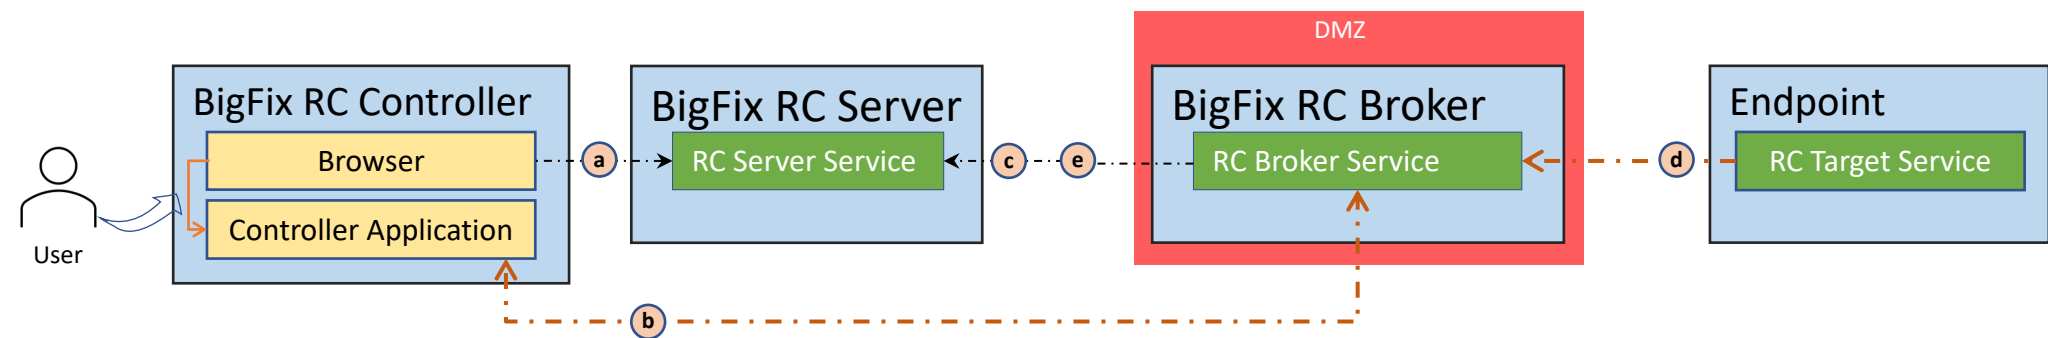 DMZ
BigFix RC Controller
BigFix RC Server
BigFix RC Broker
Endpoint
Browser
a
RC Server Service
c
e
RC Broker Service
d
RC Target Service
Controller Application
User
b